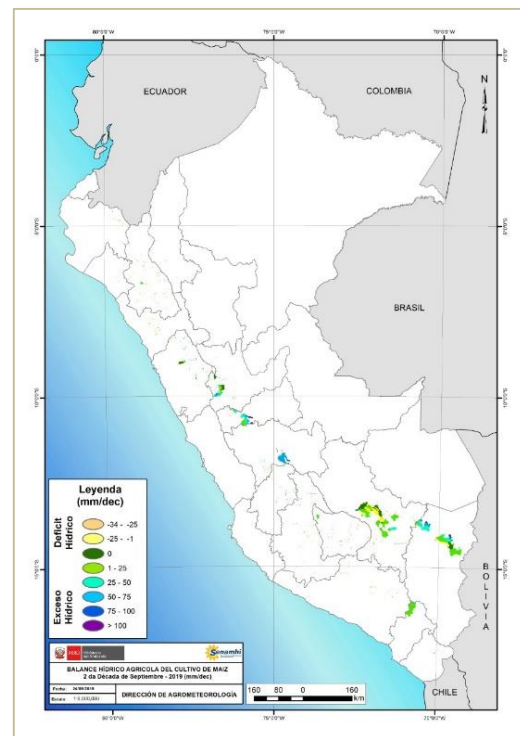 80°0'0"W 75°0'0"W 70°0'0"W
0°0'0"
ECUADOR
COLOMBIA
N
5°0'0"S
BRASIL
10°0'0"S
15°0'0"S
BOLIVIA
CHILE
Leyenda
(mm/dec)
Deficit Hídrico
-34 - -25
-25 - -1
0
Exceso Hídrico
1 - 25
25 - 50
50 - 75
75 - 100
> 100
PERÚ
Senamhi
BALANCE HÍDRICO AGRICOLA DEL CULTIVO DE MAIZ
2 da Década de Septiembre - 2019 (mm/dec)
Fecha
DIRECCIÓN DE AGROMETEOROLOGÍA
160 80 0 160
km
80°0'0"W 75°0'0"W 70°0'0"W